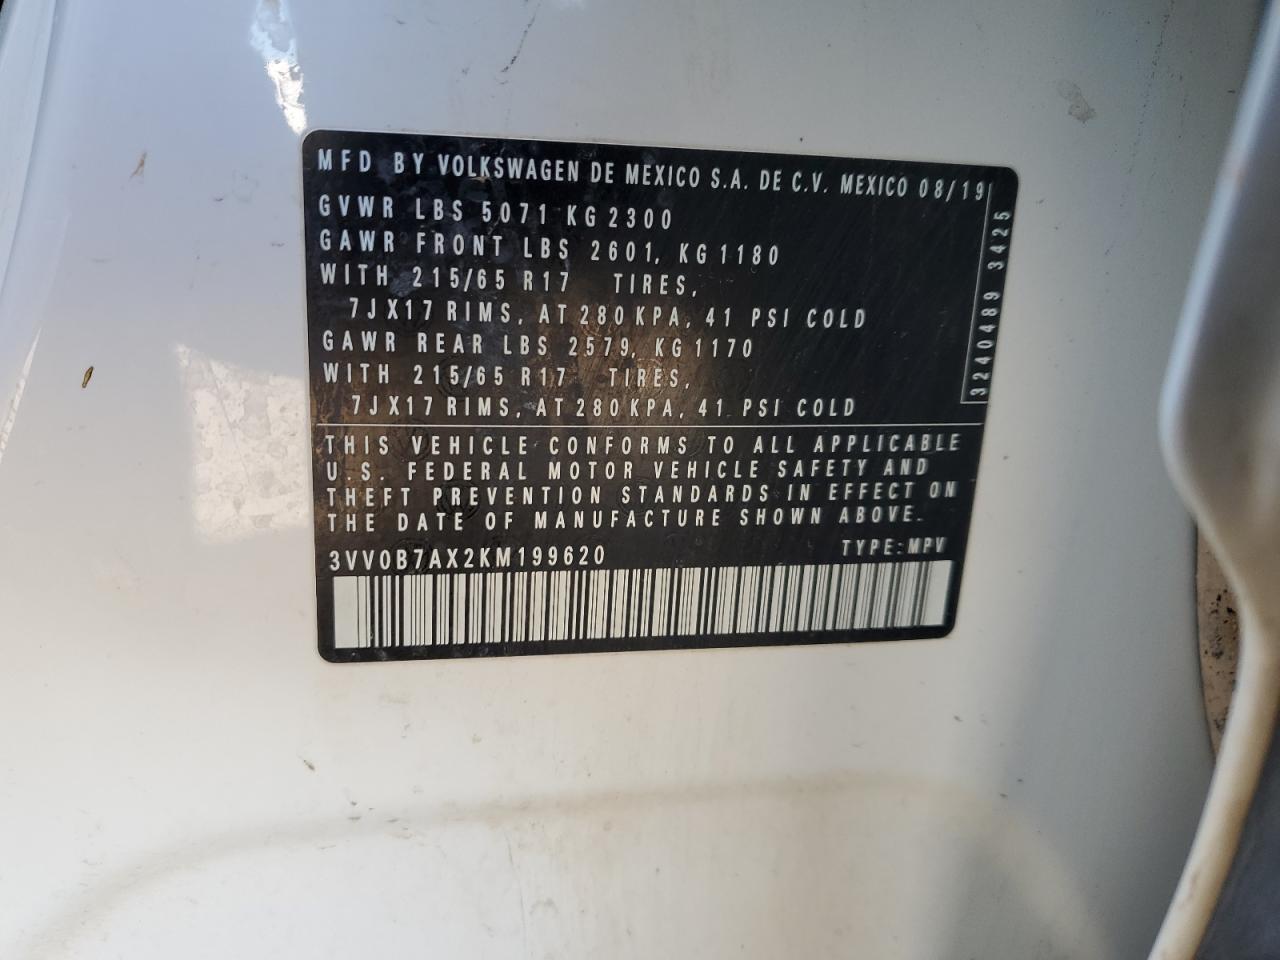 MFD BY VOLKSWAGEN DE MEXICO S.A. DE C.V. MEXICO 08/19
GVWR LBS 5071 KG 2300
GAWR FRONT LBS 2601, KG 1180
WITH 215/65 R17 TIRES,
7JX17 RIMS, AT 280 KPA, 41 PSI COLD
GAWR REAR LBS 2579, KG 1170
WITH 215/65 R17 TIRES,
7JX17 RIMS, AT 280 KPA, 41 PSI COLD
3240489 3425
THIS VEHICLE CONFORMS TO ALL APPLICABLE
U.S. FEDERAL MOTOR VEHICLE SAFETY AND
THEFT PREVENTION STANDARDS IN EFFECT ON
THE DATE OF MANUFACTURE SHOWN ABOVE.
3VV0B7AX2KM199620 TYPE:MPV